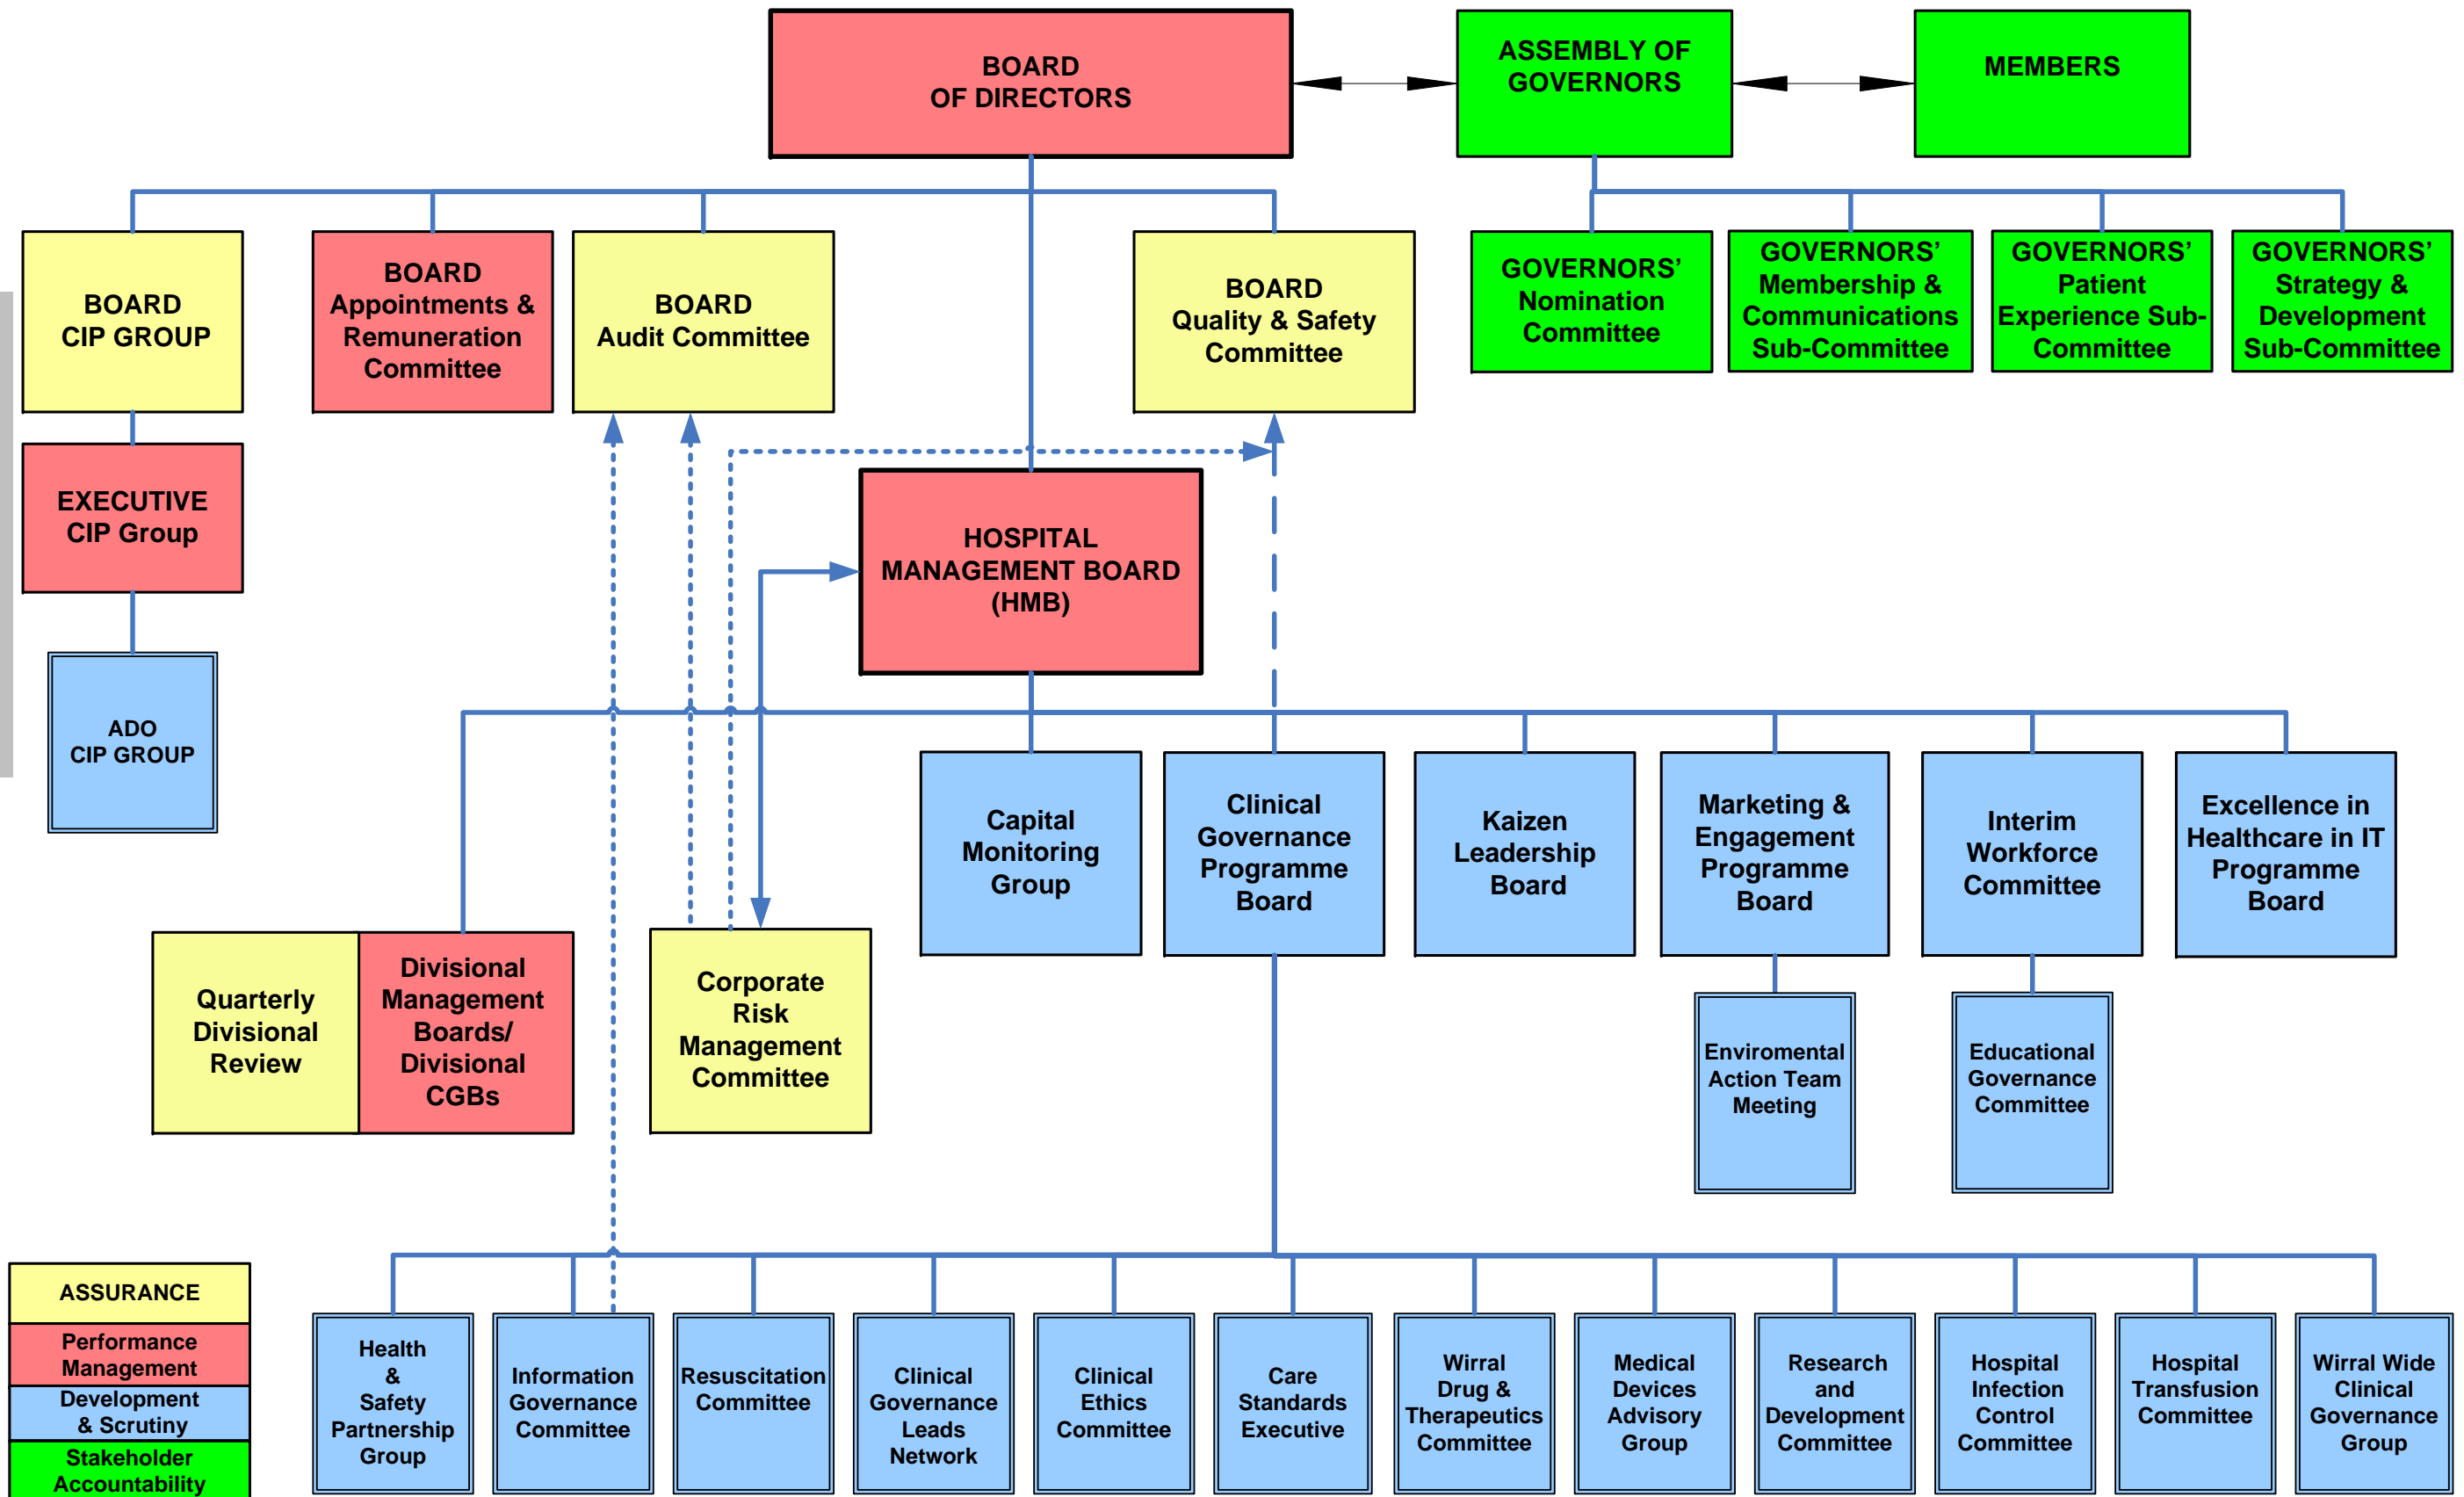 BOARD
OF DIRECTORS
ASSEMBLY OF
GOVERNORS
MEMBERS
BOARD
CIP GROUP
BOARD
Appointments &
Remuneration
Committee
BOARD
Audit Committee
BOARD
Quality & Safety
Committee
GOVERNORS’
Nomination
Committee
GOVERNORS’
Membership &
Communications
Sub-Committee
GOVERNORS’
Patient
Experience Sub-
Committee
GOVERNORS’
Strategy &
Development
Sub-Committee
EXECUTIVE
CIP Group
HOSPITAL
MANAGEMENT BOARD
(HMB)
ADO
CIP GROUP
Capital
Monitoring
Group
Clinical
Governance
Programme
Board
Kaizen
Leadership
Board
Marketing &
Engagement
Programme
Board
Interim
Workforce
Committee
Excellence in
Healthcare in IT
Programme
Board
Quarterly
Divisional
Review
Divisional
Management
Boards/
Divisional
CGBs
Corporate
Risk
Management
Committee
Enviromental
Action Team
Meeting
Educational
Governance
Committee
ASSURANCE
Performance
Management
Development
& Scrutiny
Stakeholder
Accountability
Health
&
Safety
Partnership
Group
Information
Governance
Committee
Resuscitation
Committee
Clinical
Governance
Leads
Network
Clinical
Ethics
Committee
Care
Standards
Executive
Wirral
Drug &
Therapeutics
Committee
Medical
Devices
Advisory
Group
Research
and
Development
Committee
Hospital
Infection
Control
Committee
Hospital
Transfusion
Committee
Wirral Wide
Clinical
Governance
Group